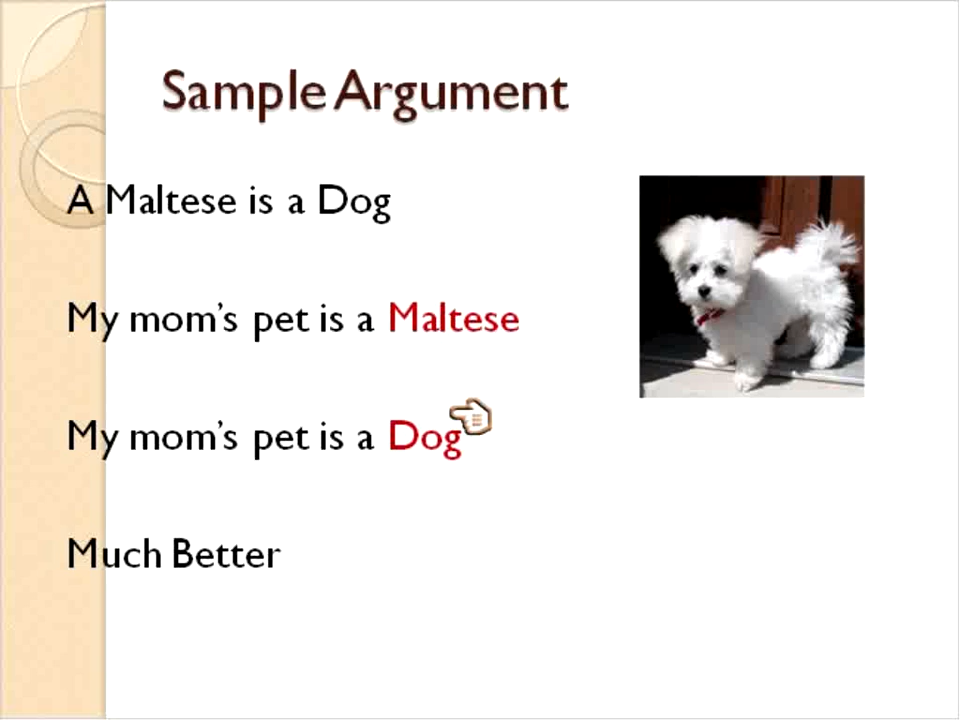 Sample Argument
A Maltese is a Dog
My mom's pet is a Maltese
My mom's pet is a Dog
Much Better